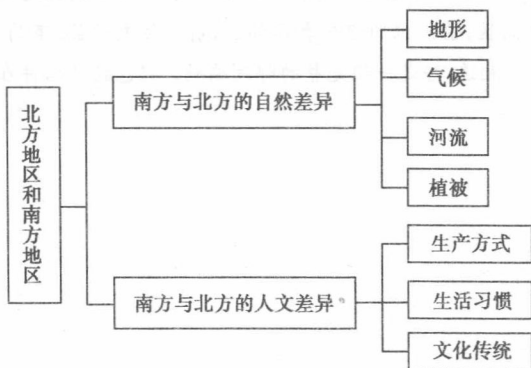 北方地区和南方地区
南方与北方的自然差异
地形
气候
河流
植被
南方与北方的人文差异
生产方式
生活习惯
文化传统